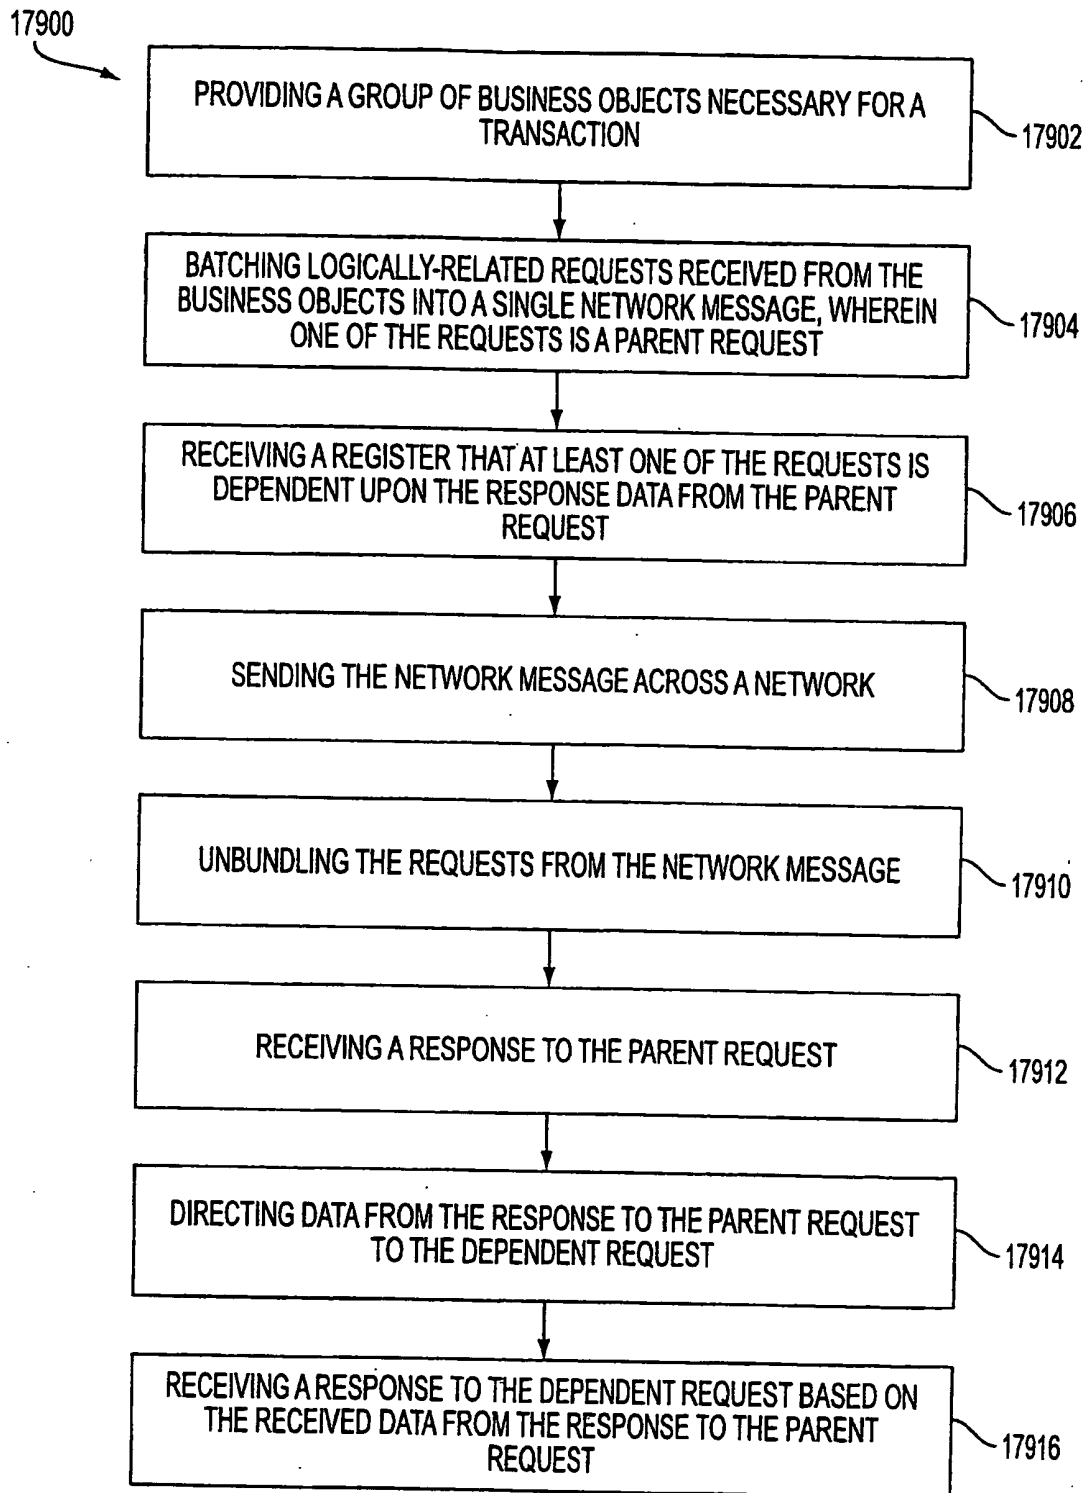 17900
PROVIDING A GROUP OF BUSINESS OBJECTS NECESSARY FOR A
TRANSACTION
17902
BATCHING LOGICALLY-RELATED REQUESTS RECEIVED FROM THE
BUSINESS OBJECTS INTO A SINGLE NETWORK MESSAGE, WHEREIN
ONE OF THE REQUESTS IS A PARENT REQUEST
17904
RECEIVING A REGISTER THAT AT LEAST ONE OF THE REQUESTS IS
DEPENDENT UPON THE RESPONSE DATA FROM THE PARENT
REQUEST
17906
SENDING THE NETWORK MESSAGE ACROSS A NETWORK
17908
UNBUNDLING THE REQUESTS FROM THE NETWORK MESSAGE
17910
RECEIVING A RESPONSE TO THE PARENT REQUEST
17912
DIRECTING DATA FROM THE RESPONSE TO THE PARENT REQUEST
TO THE DEPENDENT REQUEST
17914
RECEIVING A RESPONSE TO THE DEPENDENT REQUEST BASED ON
THE RECEIVED DATA FROM THE RESPONSE TO THE PARENT
REQUEST
17916